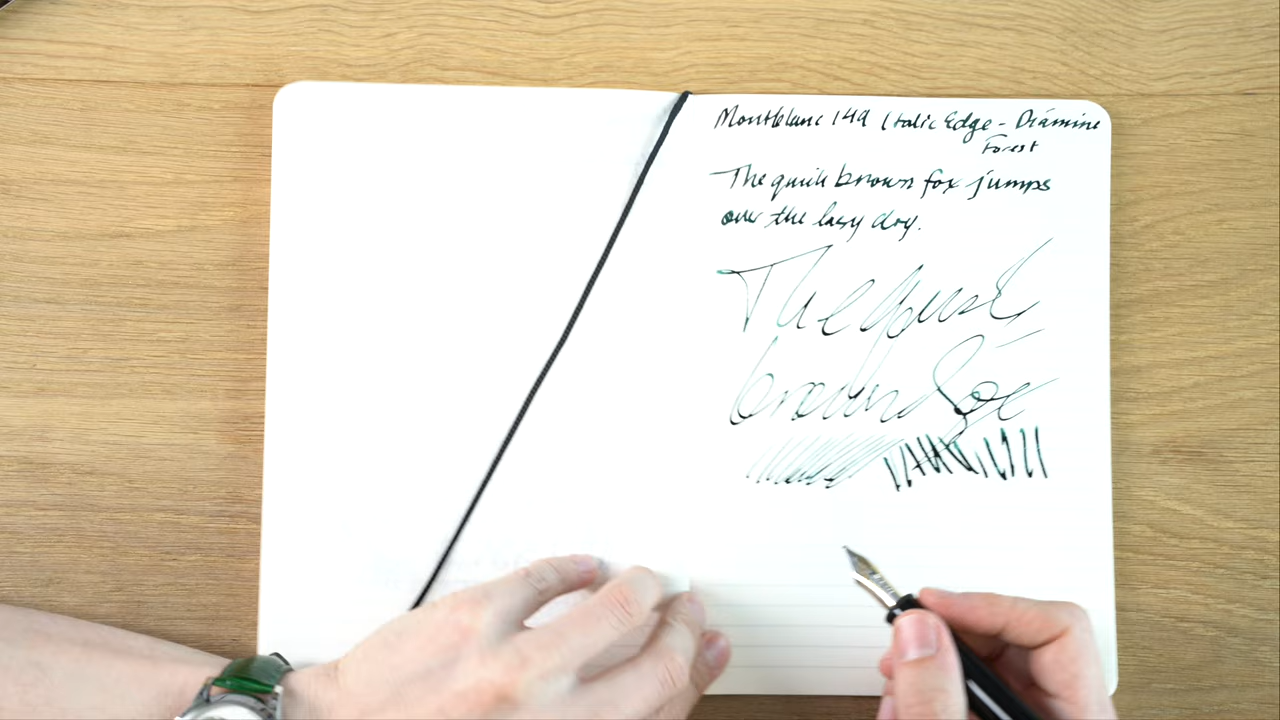 Montblanc 149 Italic Edge - Diamine
Forest
The quick brown fox jumps
over the lazy dog.
The quick
brown fox